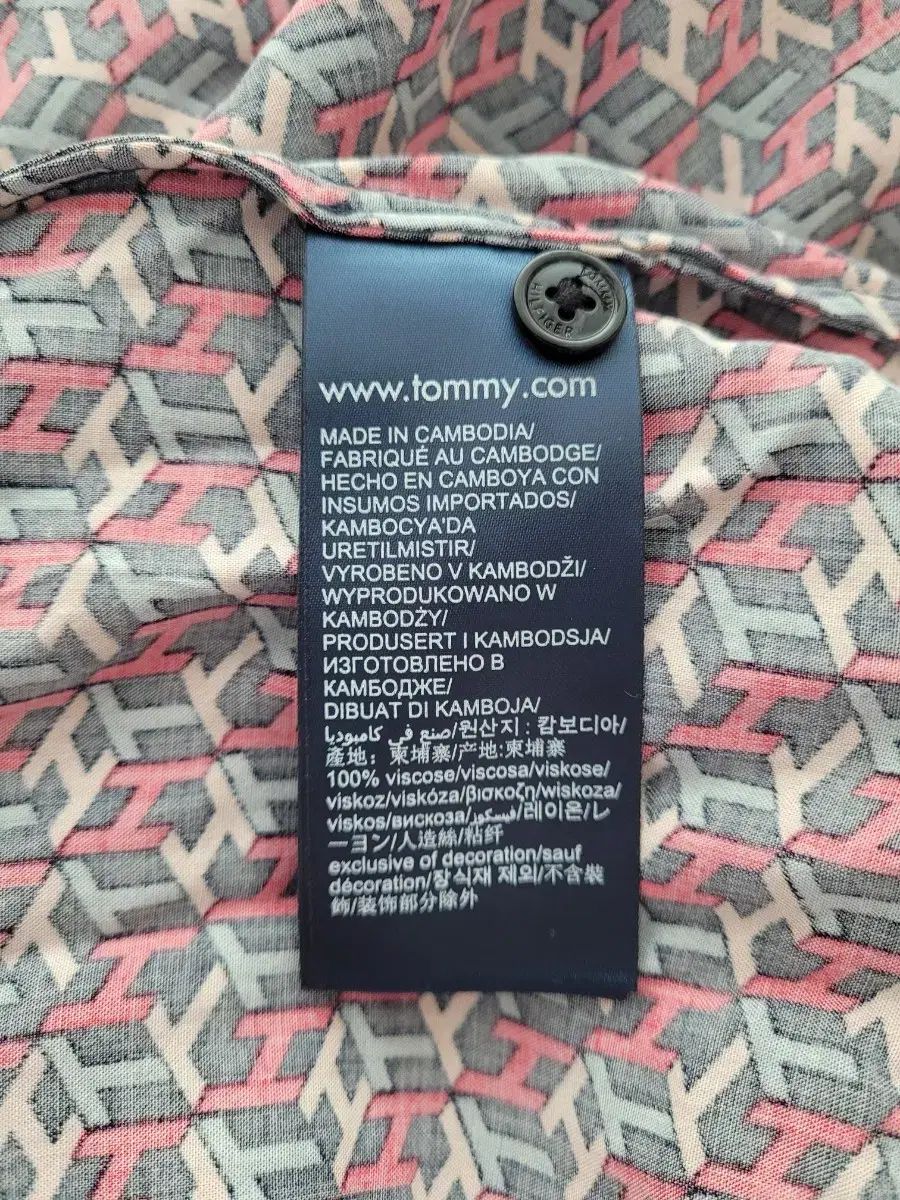 TOMMY
HILFIGER
www.tommy.com
MADE IN CAMBODIA/
FABRIQUÉ AU CAMBODGE/
HECHO EN CAMBOYA CON
INSUMOS IMPORTADOS/
KAMBOCYA'DA
URETILMISTIR/
VYROBENO V KAMBODŽI/
WYPRODUKOWANO W
KAMBODŻY/
PRODUSERT I KAMBODSJA/
ИЗГОТОВЛЕНО В
КАМБОДЖЕ/
DIBUAT DI KAMBOJA/
صنع في كامبوديا/원산지 : 캄보디아/
產地：柬埔寨/产地:柬埔寨
100% viscose/viscosa/viskose/
viskoz/viskóza/βισκοζη/wiskoza/
viskos/вискоза/فيسكوز/레이온/レ
ーヨン/人造絲/粘纤
exclusive of decoration/sauf
décoration/장식재 제외/不含裝
飾/装饰部分除外